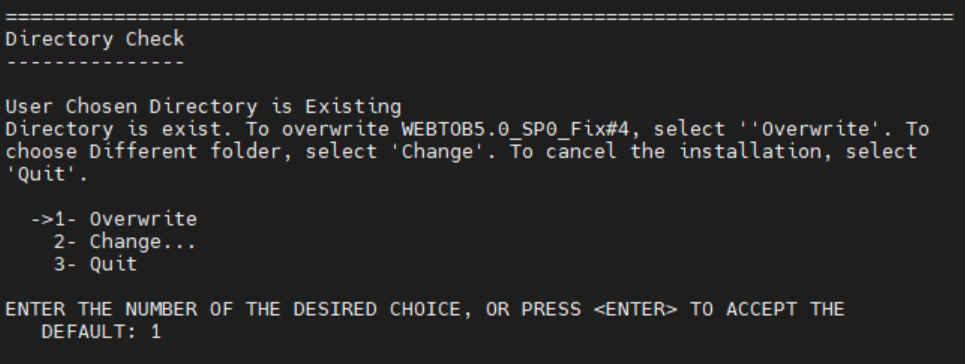 ===============================================================================
Directory Check
---------------
User Chosen Directory is Existing
Directory is exist. To overwrite WEBTOB5.0_SP0_Fix#4, select ''Overwrite'. To
choose Different folder, select 'Change'. To cancel the installation, select
'Quit'.
->1- Overwrite
2- Change...
3- Quit
ENTER THE NUMBER OF THE DESIRED CHOICE, OR PRESS <ENTER> TO ACCEPT THE
DEFAULT: 1